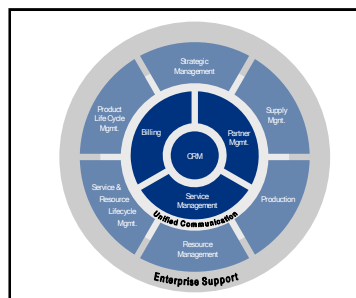 Strategic
Management
Product
Life Cycle
Mgmt.
Supply
Mgnt.
Billing
Partner
Mgmt.
CRM
Service &
Resource
Lifecycle
Mgmt.
Service
Management
Production
Unified Communication
Resource
Management
Enterprise Support